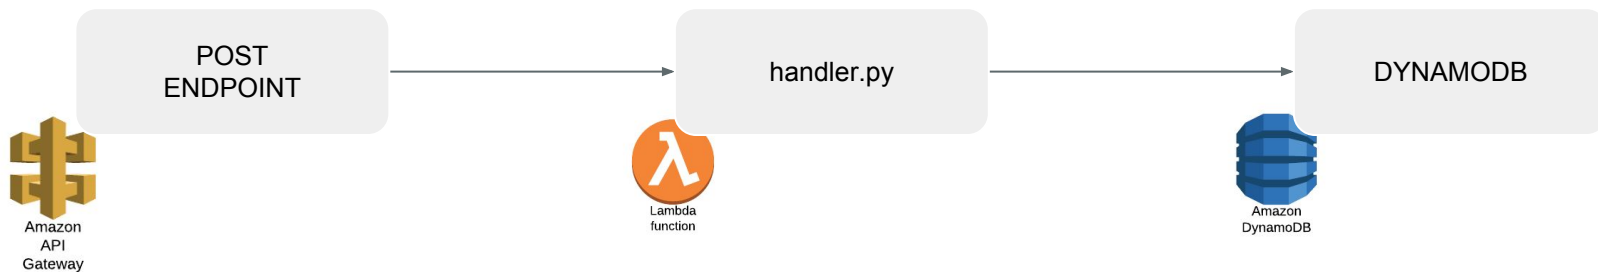 POST
ENDPOINT
handler.py
DYNAMODB
Amazon
API
Gateway
Lambda
function
Amazon
DynamoDB